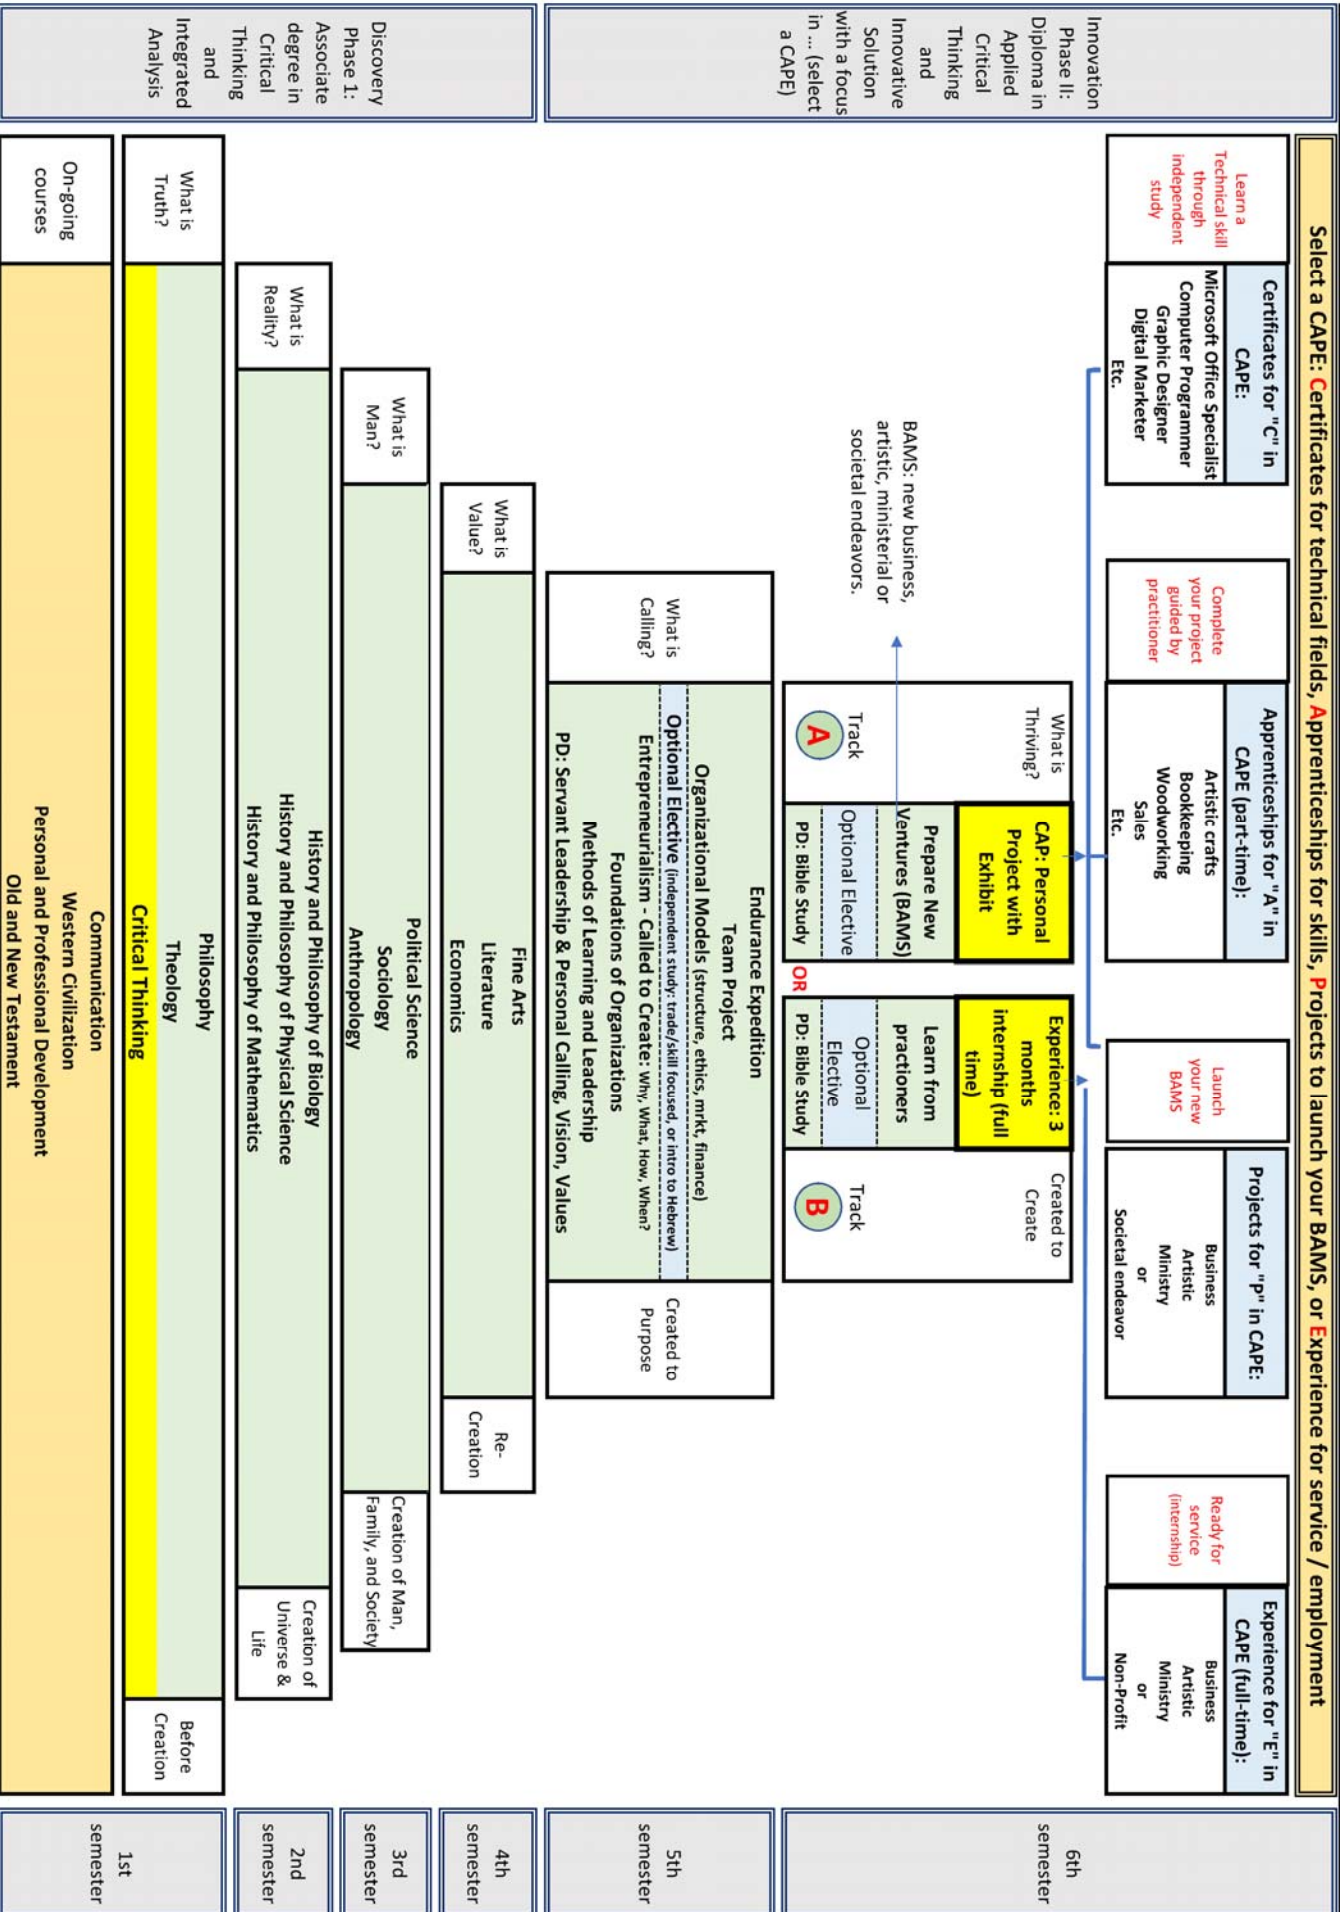 Select a CAPE: Certificates for technical fields, Apprenticeships for skills, Projects to launch your BAMS, or Experience for service / employment
Innovation
Phase II:
Diploma in
Applied
Critical
Thinking
and
Innovative
Solution
with a focus
in ... (select
a CAPE)
Learn a
Technical skill
through
independent
study
Certificates for "C" in
CAPE:
Microsoft Office Specialist
Computer Programmer
Graphic Designer
Digital Marketer
Etc.
Complete
your project
guided by
practitioner
Apprenticeships for "A" in
CAPE (part-time):
Artistic crafts
Bookkeeping
Woodworking
Sales
Etc.
Launch
your new
BAMS
Projects for "P" in CAPE:
Business
Artistic
Ministry
or
Societal endeavor
Ready for
service
(internship)
Experience for "E" in
CAPE (full-time):
Business
Artistic
Ministry
or
Non-Profit
6th
semester
BAMS: new business,
artistic, ministerial or
societal endeavors.
What is
Thriving?
Track
A
CAP: Personal
Project with
Exhibit
Prepare New
Ventures (BAMS)
Optional Elective
PD: Bible Study
OR
Experience: 3
months
internship (full
time)
Learn from
practioners
Optional
Elective
PD: Bible Study
Created to
Create
Track
B
What is
Calling?
Endurance Expedition
Team Project
Organizational Models (structure, ethics, mrkt, finance)
Optional Elective (independent study: trade/skill focused, or intro to Hebrew)
Entrepreneurialism - Called to Create: Why, What, How, When?
Foundations of Organizations
Methods of Learning and Leadership
PD: Servant Leadership & Personal Calling, Vision, Values
Created to
Purpose
5th
semester
Discovery
Phase 1:
Associate
degree in
Critical
Thinking
and
Integrated
Analysis
What is
Value?
Fine Arts
Literature
Economics
Re-
Creation
4th
semester
What is
Man?
Political Science
Sociology
Anthropology
Creation of Man,
Family, and Society
3rd
semester
What is
Reality?
History and Philosophy of Biology
History and Philosophy of Physical Science
History and Philosophy of Mathematics
Creation of
Universe &
Life
2nd
semester
What is
Truth?
Philosophy
Theology
Critical Thinking
Before
Creation
1st
semester
On-going
courses
Communication
Western Civilization
Personal and Professional Development
Old and New Testament